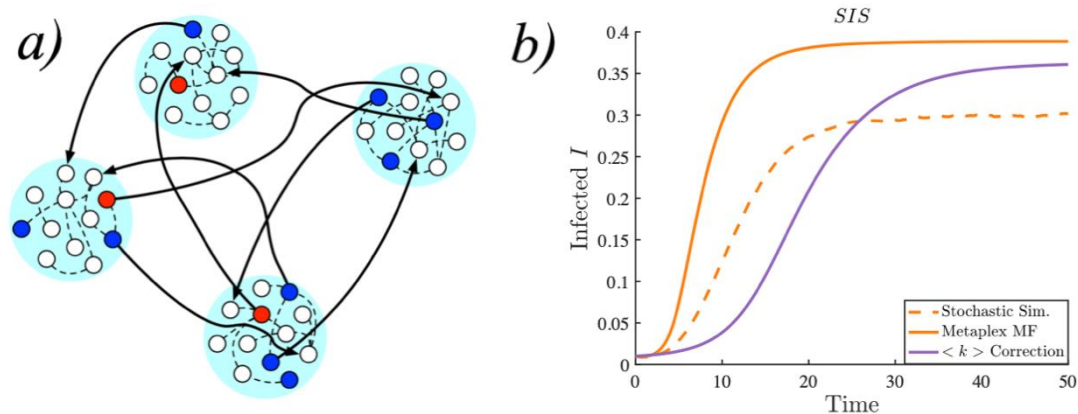 a)
b)
SIS
Infected I
0.4
0.35
0.3
0.25
0.2
0.15
0.1
0.05
0
0 10 20 30 40 50
Time
Stochastic Sim.
Metaplex MF
< k > Correction